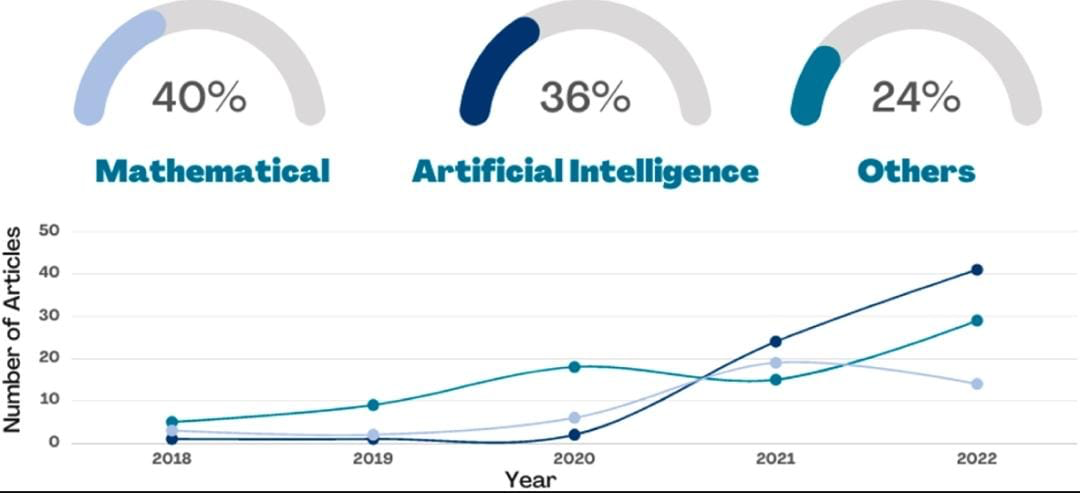 40% 36% 24%
Mathematical Artificial Intelligence Others
50
40
30
20
10
0
Number of Articles
2018 2019 2020 2021 2022
Year